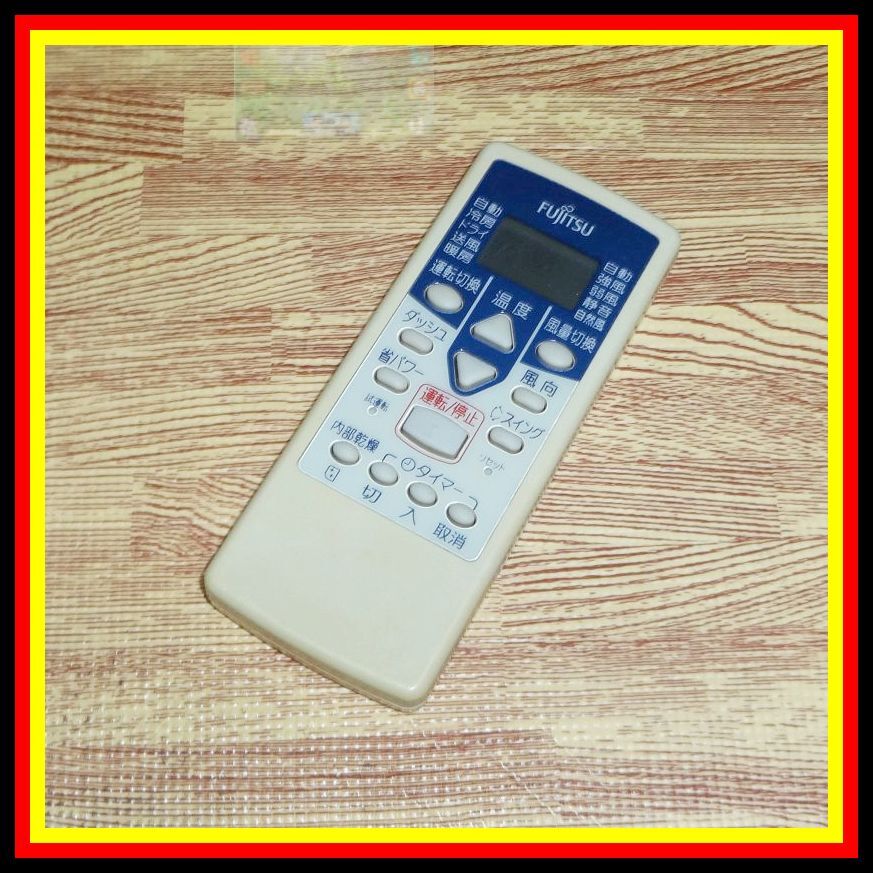 FUJITSU
自動
冷房
ドライ
送風
暖房
運転切換
温度
自動
強風
弱風
静音
自然風
風量切換
ダッシュ
省パワー
試運転
運転/停止
風向
スイング
リセット
内部乾燥
タイマー
切
入
取消